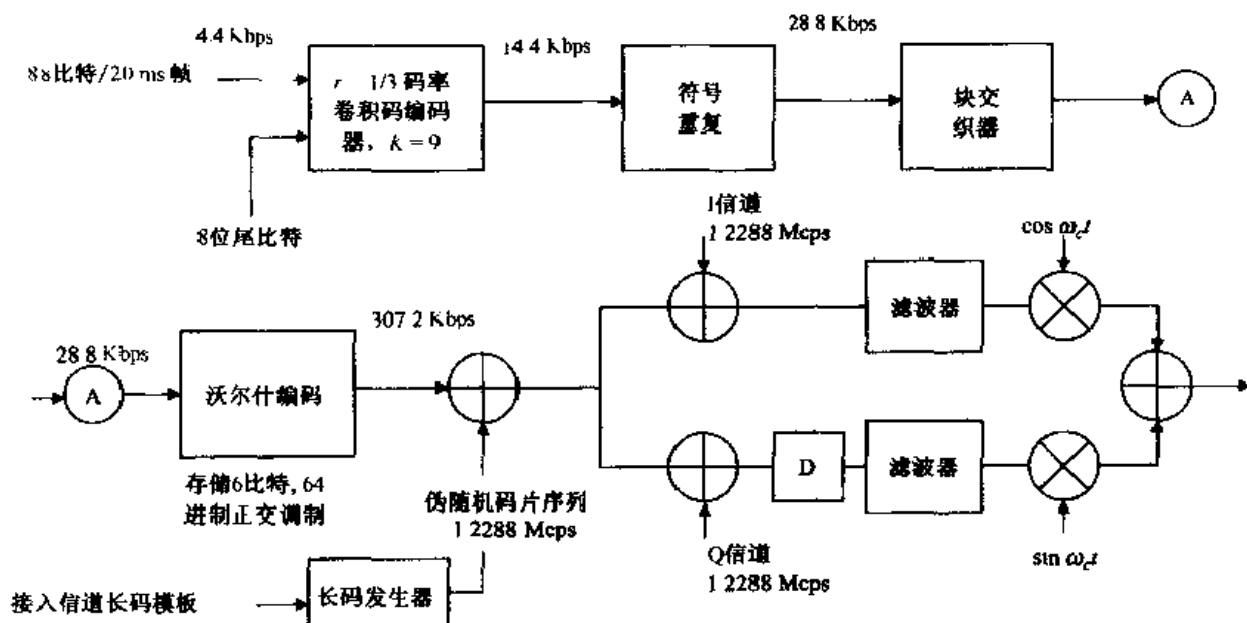 4.4 Kbps
14.4 Kbps
28 8 Kbps
88比特/20 ms 帧
r 1/3 码率
卷积码编码
器, k = 9
符号
重复
块交
织器
A
8位尾比特
I信道
1 2288 Mcps
cos ω_c t
滤波器
307 2 Kbps
28 8 Kbps
A
沃尔什编码
存储6比特, 64
进制正交调制
伪随机码片序列
1 2288 Mcps
D
滤波器
Q信道
1 2288 Mcps
sin ω_c t
接入信道长码模板
长码发生器